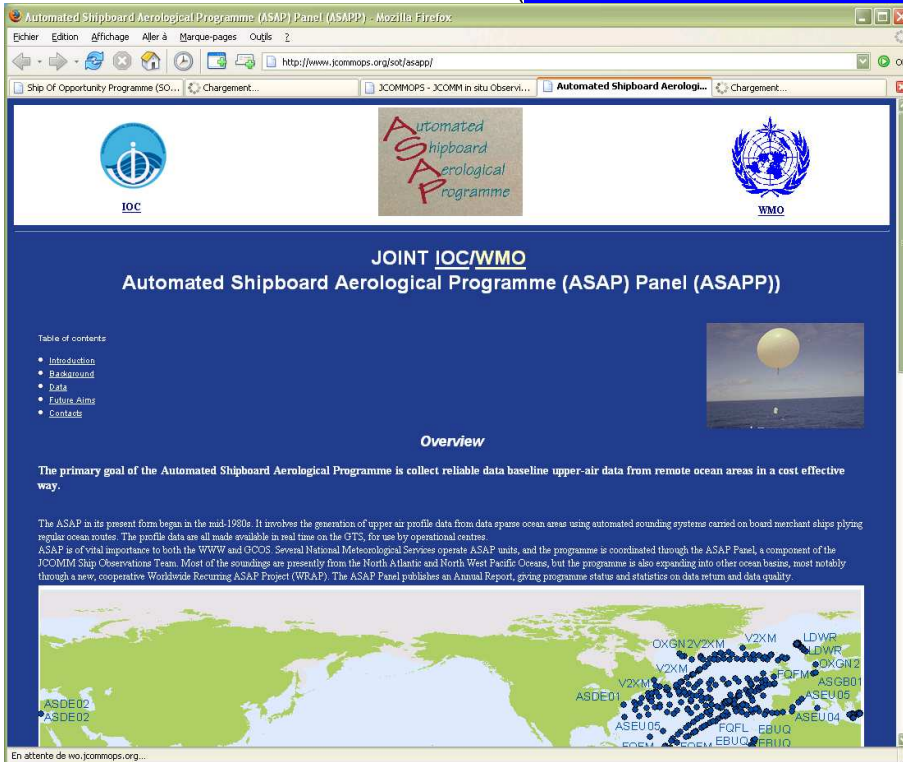 Automated Shipboard Aerological Programme (ASAP) Panel (ASAPP) - Mozilla Firefox
Fichier Edition Affichage Aller à Marque-pages Outils ?
http://www.jcommops.org/sot/asapp/
Ship Of Opportunity Programme (SO... Chargement... JCOMMOPS - JCOMM in situ Observi... Automated Shipboard Aerologi... Chargement...
Automated
Shipboard
Aerological
Programme
IOC
WMO
JOINT IOC/WMO
Automated Shipboard Aerological Programme (ASAP) Panel (ASAPP))
Table of contents
Introduction
Background
Data
Future Aims
Contacts
Overview
The primary goal of the Automated Shipboard Aerological Programme is collect reliable data baseline upper-air data from remote ocean areas in a cost effective
way.
The ASAP in its present form began in the mid-1980s. It involves the generation of upper air profile data from data sparse ocean areas using automated sounding systems carried on board merchant ships plying
regular ocean routes. The profile data are all made available in real time on the GTS, for use by operational centres.
ASAP is of vital importance to both the WWW and GCOS. Several National Meteorological Services operate ASAP units, and the programme is coordinated through the ASAP Panel, a component of the
JCOMM Ship Observations Team. Most of the soundings are presently from the North Atlantic and North West Pacific Oceans, but the programme is also expanding into other ocean basins, most notably
through a new, cooperative Worldwide Recurring ASAP Project (WRAP). The ASAP Panel publishes an Annual Report, giving programme status and statistics on data return and data quality.
OXGN2 V2XM V2XM LDWR
LDWR
V2XM OXGN2
FQFM
V2XM ASGB01
ASDE01 ASEU05
ASDE02
ASDE02 ASEU04
ASEU05 FQFL EBUQ
FQFM FQFM EBUQ EBUQ
En attente de wo.jcommops.org...